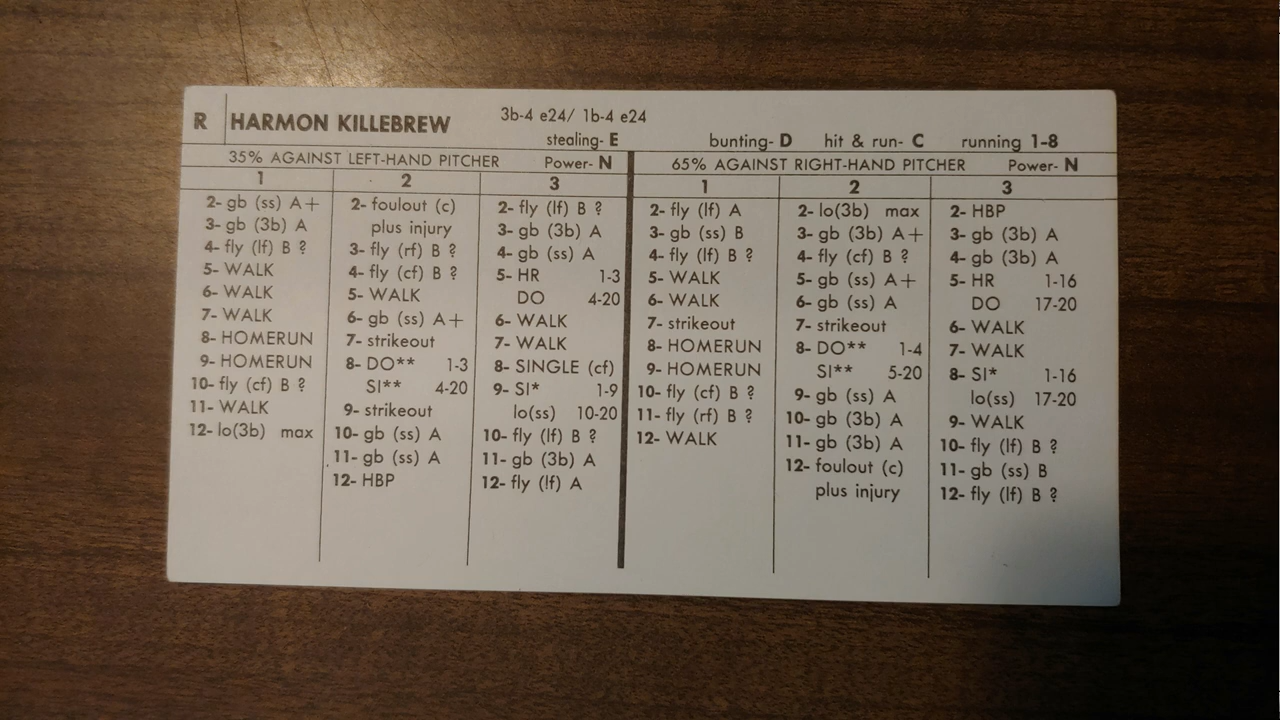 R HARMON KILLEBREW 3b-4 e24/ 1b-4 e24
stealing- E bunting- D hit & run- C running 1-8
35% AGAINST LEFT-HAND PITCHER Power- N
1
2- gb (ss) A+
3- gb (3b) A
4- fly (lf) B ?
5- WALK
6- WALK
7- WALK
8- HOMERUN
9- HOMERUN
10- fly (cf) B ?
11- WALK
12- lo(3b) max
2
2- foulout (c)
plus injury
3- fly (rf) B ?
4- fly (cf) B ?
5- WALK
6- gb (ss) A+
7- strikeout
8- DO** 1-3
SI** 4-20
9- strikeout
10- gb (ss) A
11- gb (ss) A
12- HBP
3
2- fly (lf) B ?
3- gb (3b) A
4- gb (ss) A
5- HR 1-3
DO 4-20
6- WALK
7- WALK
8- SINGLE (cf)
9- SI* 1-9
lo(ss) 10-20
10- fly (lf) B ?
11- gb (3b) A
12- fly (lf) A
65% AGAINST RIGHT-HAND PITCHER Power- N
1
2- fly (lf) A
3- gb (ss) B
4- fly (lf) B ?
5- WALK
6- WALK
7- strikeout
8- HOMERUN
9- HOMERUN
10- fly (cf) B ?
11- fly (rf) B ?
12- WALK
2
2- lo(3b) max
3- gb (3b) A+
4- fly (cf) B ?
5- gb (ss) A+
6- gb (ss) A
7- strikeout
8- DO** 1-4
SI** 5-20
9- gb (ss) A
10- gb (3b) A
11- gb (3b) A
12- foulout (c)
plus injury
3
2- HBP
3- gb (3b) A
4- gb (3b) A
5- HR 1-16
DO 17-20
6- WALK
7- WALK
8- SI* 1-16
lo(ss) 17-20
9- WALK
10- fly (lf) B ?
11- gb (ss) B
12- fly (lf) B ?